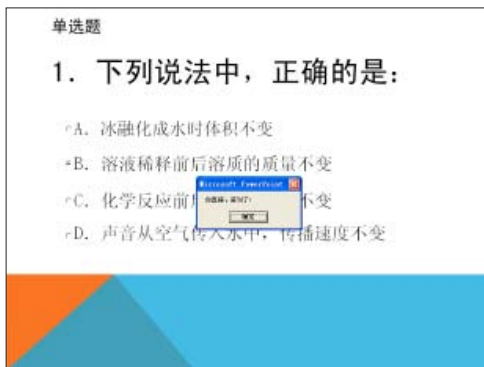 单选题
1. 下列说法中，正确的是：
A. 冰融化成水时体积不变
B. 溶液稀释前后溶质的质量不变
C. 化学反应前 不变
D. 声音从空气传入水中，传播速度不变
Microsoft PowerPoint
确定